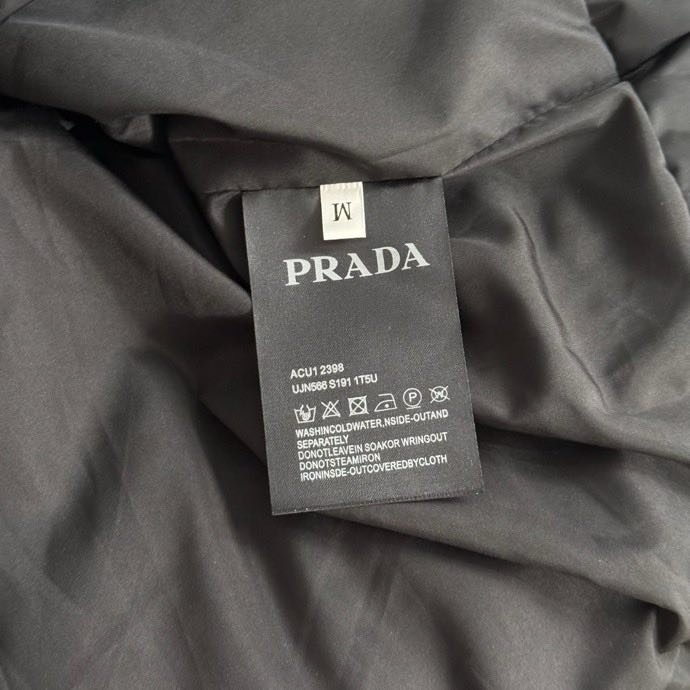 M
PRADA
ACU1 2398
UJN566 S191 1T5U
WASHINCOLDWATER,NSIDE-OUTAND
SEPARATELY
DONOTLEAVEIN SOAKOR WRINGOUT
DONOTSTEAMIRON
IRONINSDE-OUTCOVEREDBYCLOTH